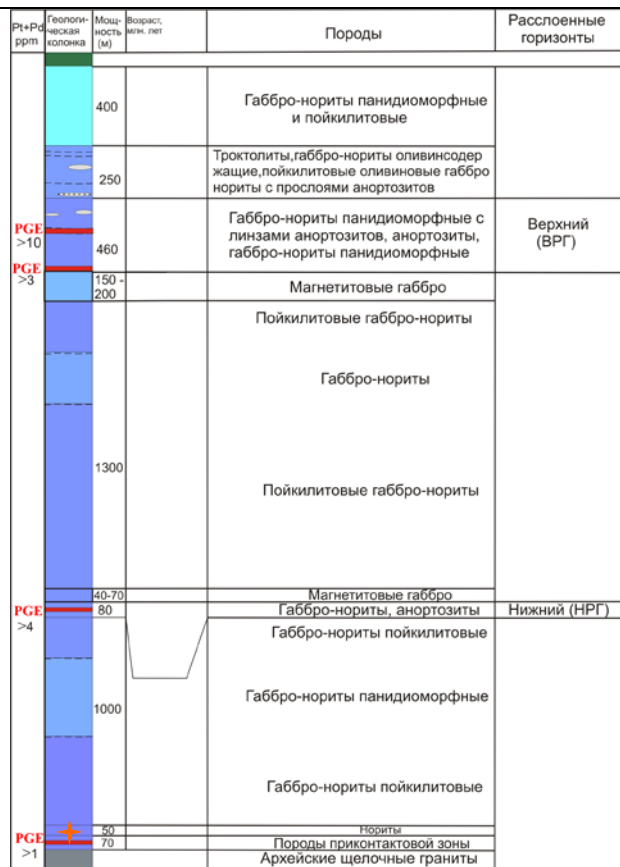 Pt+Pd
ppm
Геологи-
ческая
колонка
Мощ-
ность
(м)
Возраст,
млн. лет
Породы
Расслоенные
горизонты
400
Габбро-нориты панидиоморфные
и пойкилитовые
250
Троктолиты,габбро-нориты оливинсодер
жащие,пойкилитовые оливиновые габбро
нориты с прослоями анортозитов
PGE
>10
460
Габбро-нориты панидиоморфные с
линзами анортозитов, анортозиты,
габбро-нориты панидиоморфные
Верхний
(ВРГ)
PGE
>3
150 -
200
Магнетитовые габбро
Пойкилитовые габбро-нориты
Габбро-нориты
1300
Пойкилитовые габбро-нориты
40-70
Магнетитовые габбро
PGE
>4
80
Габбро-нориты, анортозиты
Нижний (НРГ)
Габбро-нориты пойкилитовые
1000
Габбро-нориты панидиоморфные
Габбро-нориты пойкилитовые
50
Нориты
PGE
>1
70
Породы приконтактовой зоны
Архейские щелочные граниты